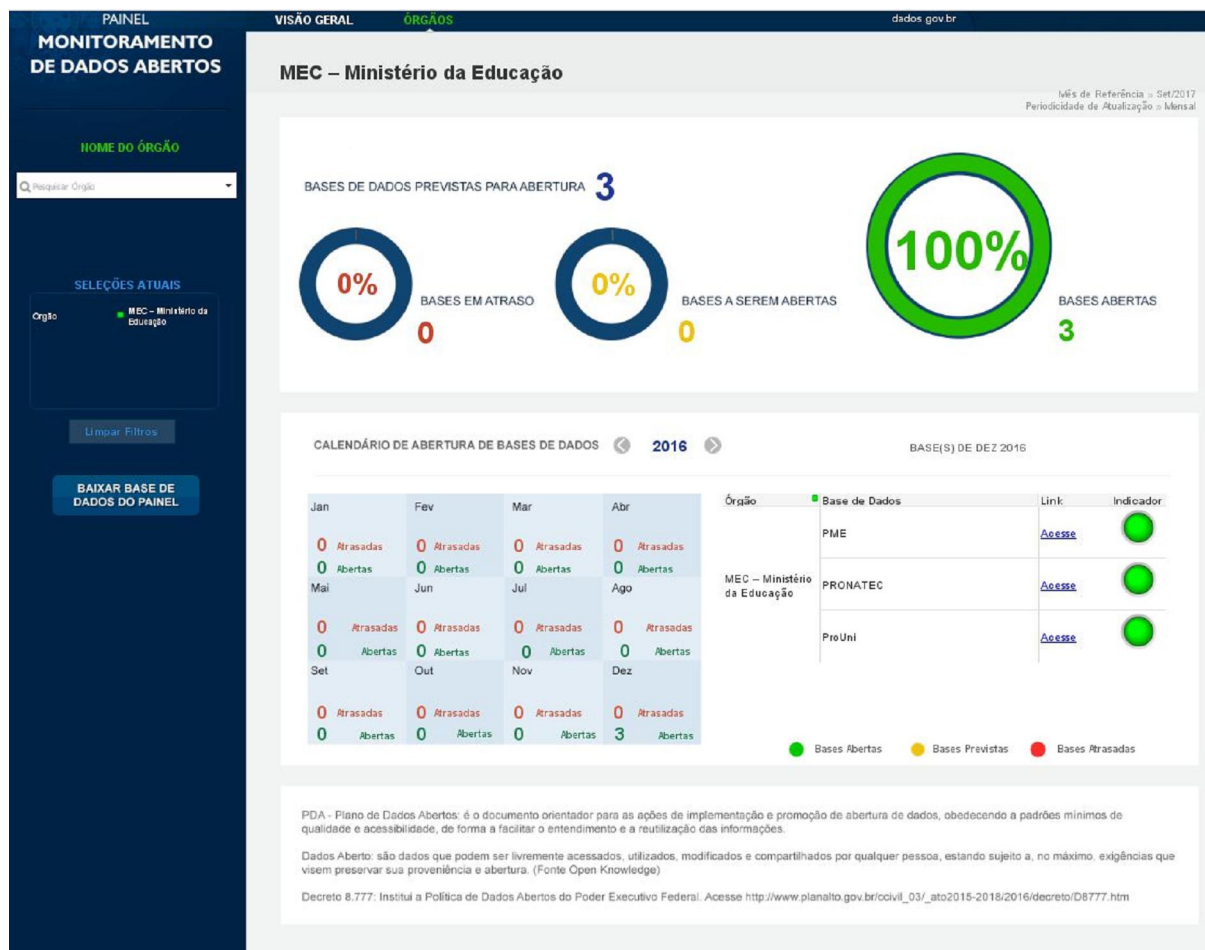 PAINEL
MONITORAMENTO
DE DADOS ABERTOS
NOME DO ÓRGÃO
Pesquisar Órgão
SELEÇÕES ATUAIS
Orgão
MEC – Ministério da
Educação
Limpar Filtros
BAIXAR BASE DE
DADOS DO PAINEL
VISÃO GERAL ÓRGÃOS dados.gov.br
MEC – Ministério da Educação
Mês de Referência » Set/2017
Periodicidade de Atualização » Mensal
BASES DE DADOS PREVISTAS PARA ABERTURA 3
0%
BASES EM ATRASO
0
0%
BASES A SEREM ABERTAS
0
100%
BASES ABERTAS
3
CALENDÁRIO DE ABERTURA DE BASES DE DADOS 2016
Jan Fev Mar Abr
0 Atrasadas 0 Atrasadas 0 Atrasadas 0 Atrasadas
0 Abertas 0 Abertas 0 Abertas 0 Abertas
Mai Jun Jul Ago
0 Atrasadas 0 Atrasadas 0 Atrasadas 0 Atrasadas
0 Abertas 0 Abertas 0 Abertas 0 Abertas
Set Out Nov Dez
0 Atrasadas 0 Atrasadas 0 Atrasadas 0 Atrasadas
0 Abertas 0 Abertas 0 Abertas 3 Abertas
BASE(S) DE DEZ 2016
Órgão Base de Dados Link Indicador
MEC – Ministério
da Educação
PME Acesse
PRONATEC Acesse
ProUni Acesse
Bases Abertas Bases Previstas Bases Atrasadas
PDA - Plano de Dados Abertos: é o documento orientador para as ações de implementação e promoção de abertura de dados, obedecendo a padrões mínimos de
qualidade e acessibilidade, de forma a facilitar o entendimento e a reutilização das informações.
Dados Aberto: são dados que podem ser livremente acessados, utilizados, modificados e compartilhados por qualquer pessoa, estando sujeito a, no máximo, exigências que
visem preservar sua proveniência e abertura. (Fonte Open Knowledge)
Decreto 8.777: Institui a Política de Dados Abertos do Poder Executivo Federal. Acesse http://www.planalto.gov.br/ccivil_03/_ato2015-2018/2016/decreto/D8777.htm